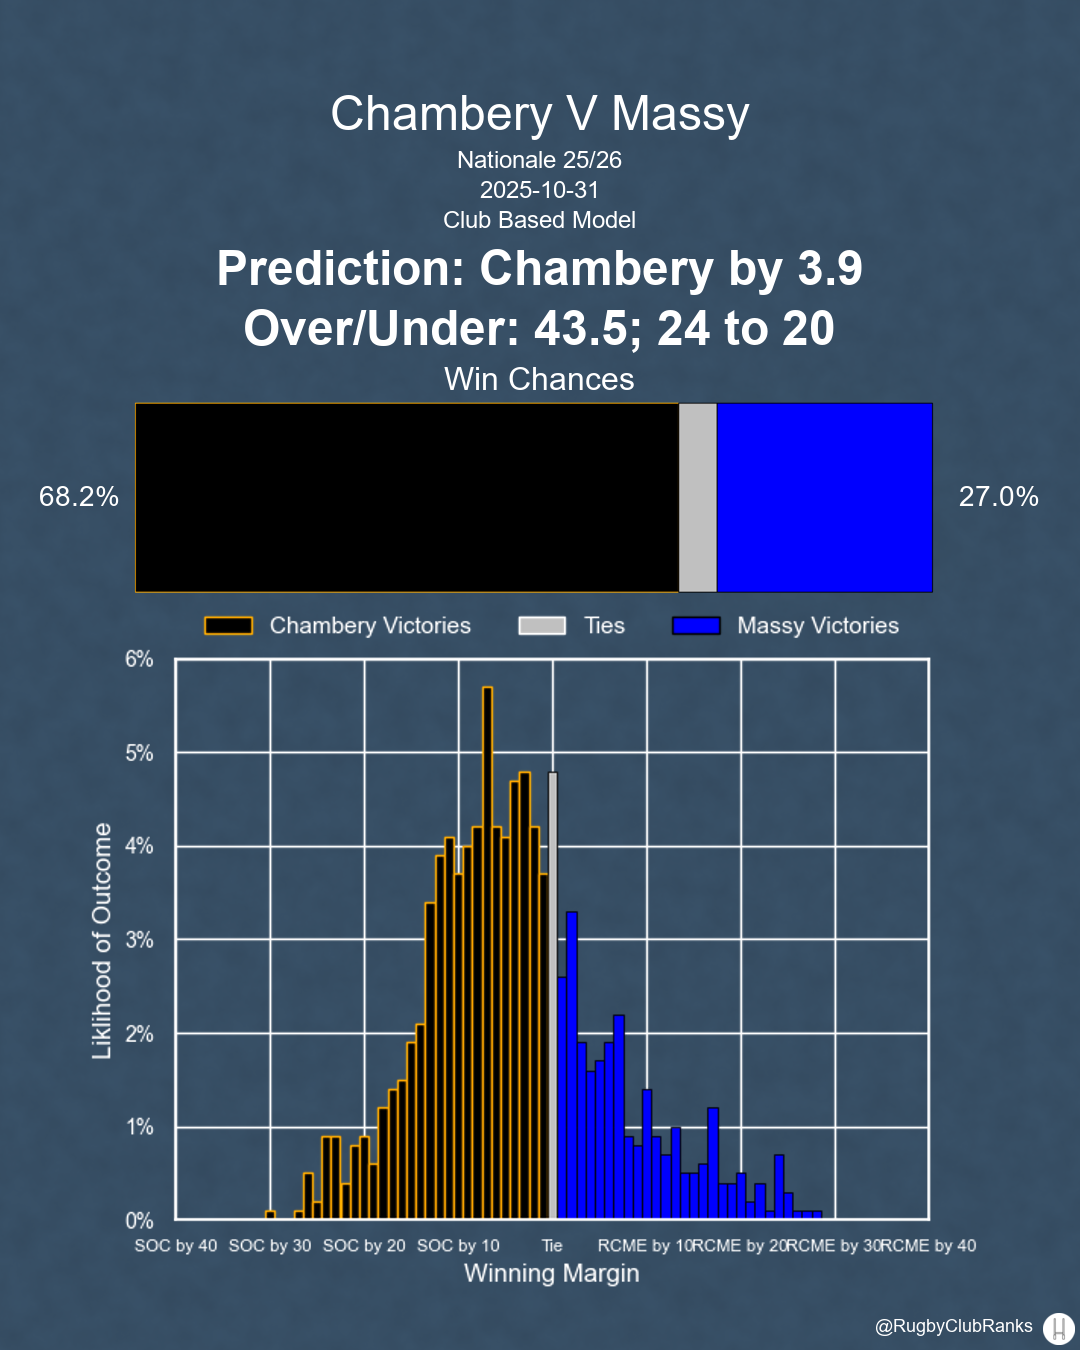 Chambery V Massy
Nationale 25/26
2025-10-31
Club Based Model
Prediction: Chambery by 3.9
Over/Under: 43.5; 24 to 20
Win Chances
68.2%
27.0%
Chambery Victories
Ties
Massy Victories
6%
5%
4%
3%
2%
1%
0%
Liklihood of Outcome
SOC by 40
SOC by 30
SOC by 20
SOC by 10
Tie
RCME by 10
RCME by 20
RCME by 30
RCME by 40
Winning Margin
@RugbyClubRanks